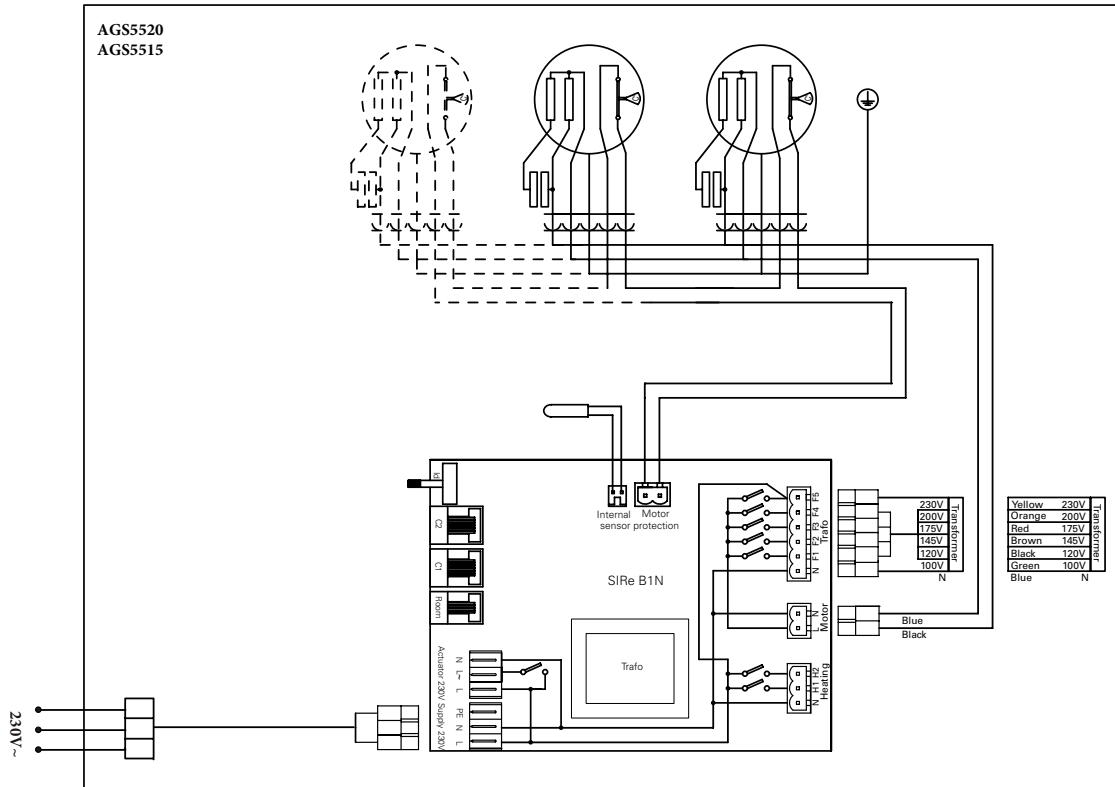 AGS5520
AGS5515
Id
C2
C1
Room
Internal
sensor
Motor
protection
SIRe B1N
Trafo
F5
F4
F3
F2
F1
N
Trafo
N
L
Motor
H2
H1
N
Heating
Actuator 230V
N
L~
L
Supply 230V
PE
N
L
230V
200V
175V
145V
120V
100V
N
Transformer
Yellow 230V
Orange 200V
Red 175V
Brown 145V
Black 120V
Green 100V
Blue N
Transformer
Blue
Black
230V~